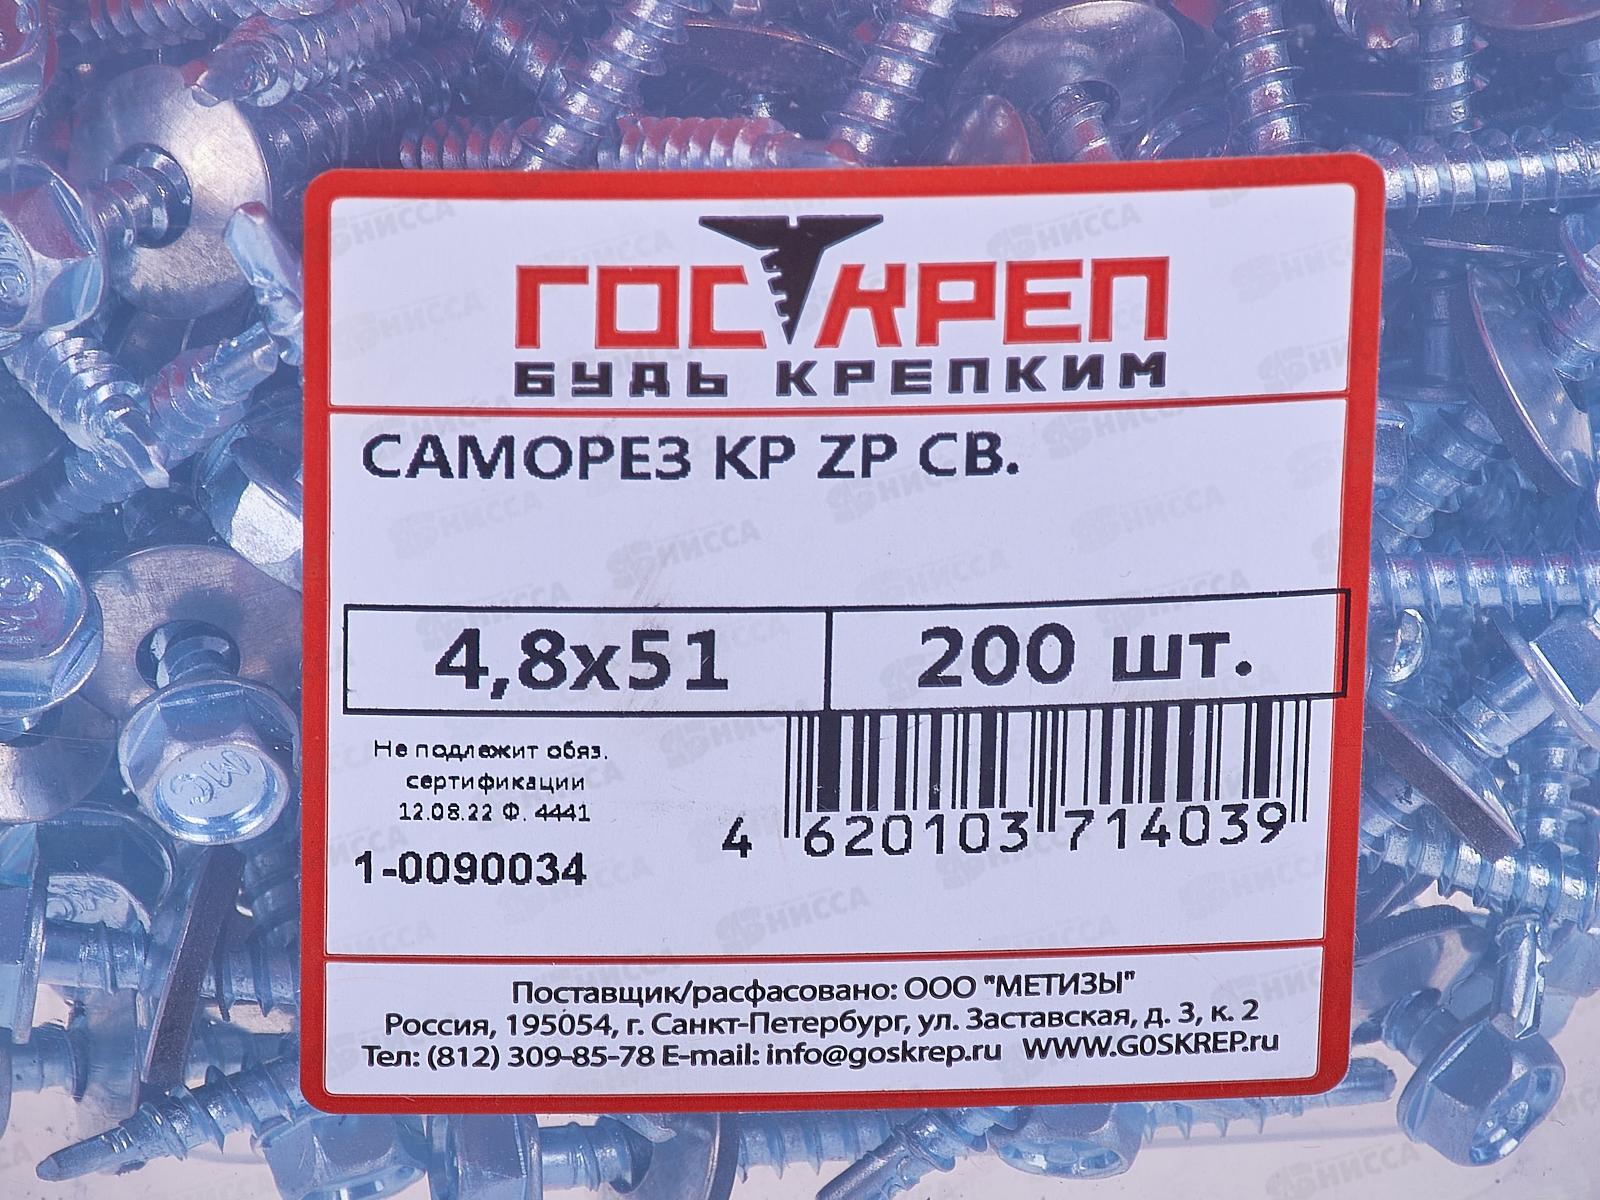 ГОСКРЕП
БУДЬ КРЕПКИМ
САМОРЕЗ КР ZP СВ.
4,8х51
200 шт.
Не подлежит обяз.
сертификации
12.08.22 Ф. 4441
1-0090034
4 620103 714039
Поставщик/расфасовано: ООО "МЕТИЗЫ"
Россия, 195054, г. Санкт-Петербург, ул. Заставская, д. 3, к. 2
Тел: (812) 309-85-78 E-mail: info@goskrep.ru WWW.G0SKREP.ru
МС
НИССА